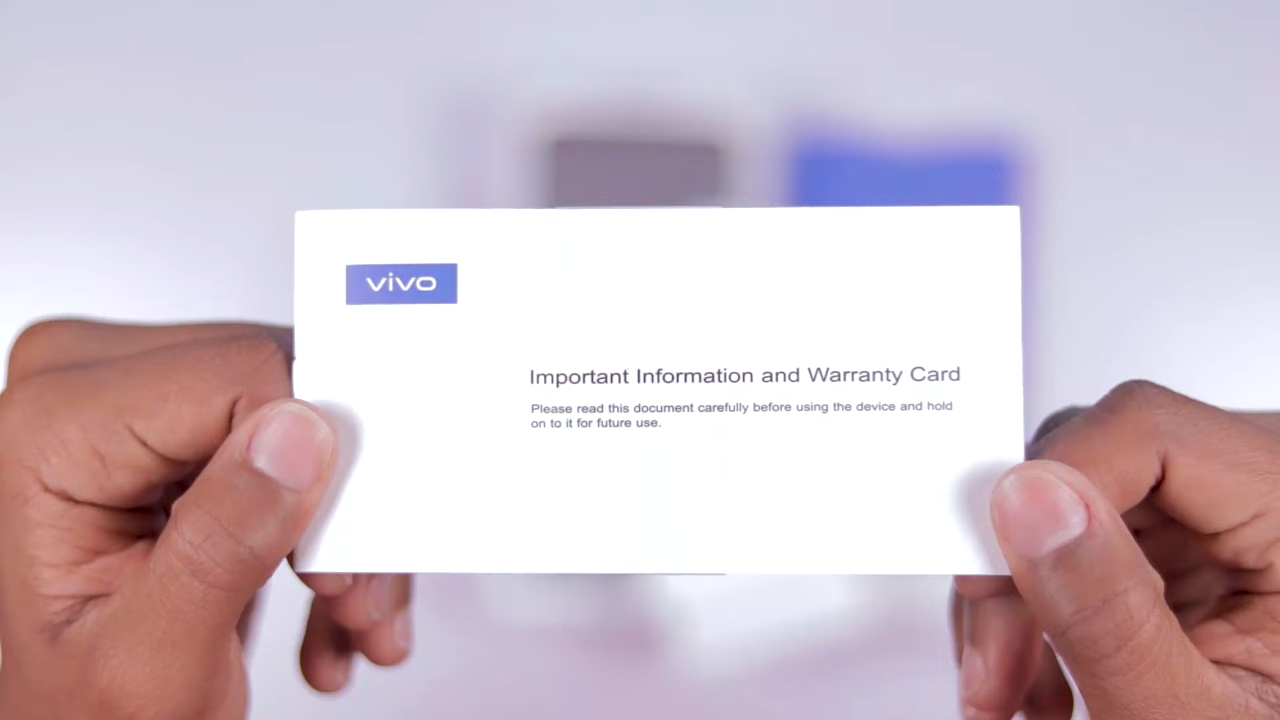 vivo
Important Information and Warranty Card
Please read this document carefully before using the device and hold
on to it for future use.